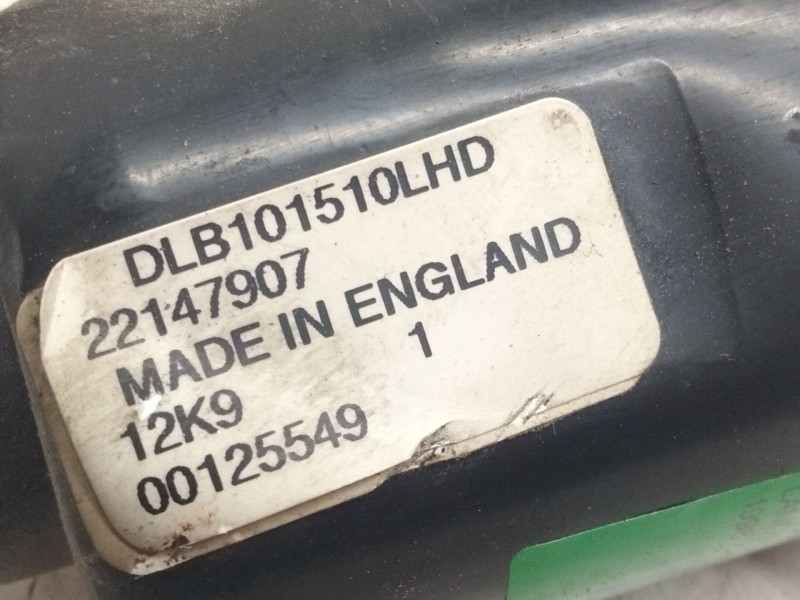 DLB101510LHD
22147907
MADE IN ENGLAND
12K9 1
00125549